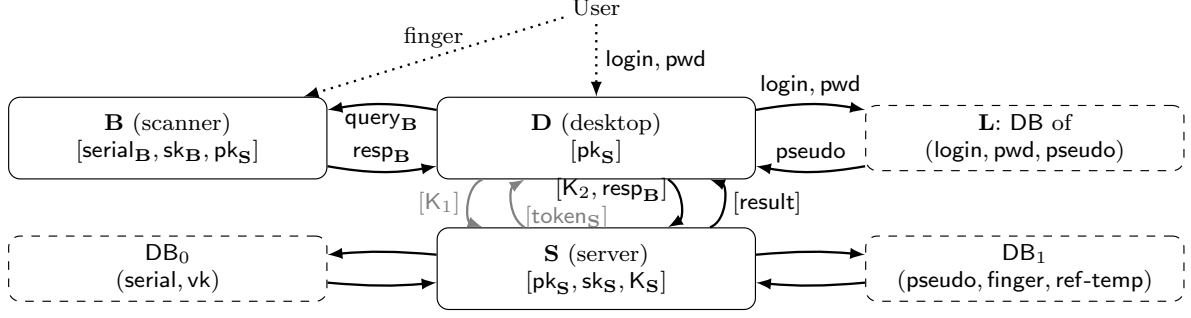 User
finger
login, pwd
login, pwd
B (scanner)
[serial_B, sk_B, pk_S]
query_B
resp_B
D (desktop)
[pk_S]
pseudo
L: DB of
(login, pwd, pseudo)
[K_1]
[token_S]
[K_2, resp_B]
[result]
DB_0
(serial, vk)
S (server)
[pk_S, sk_S, K_S]
DB_1
(pseudo, finger, ref-temp)